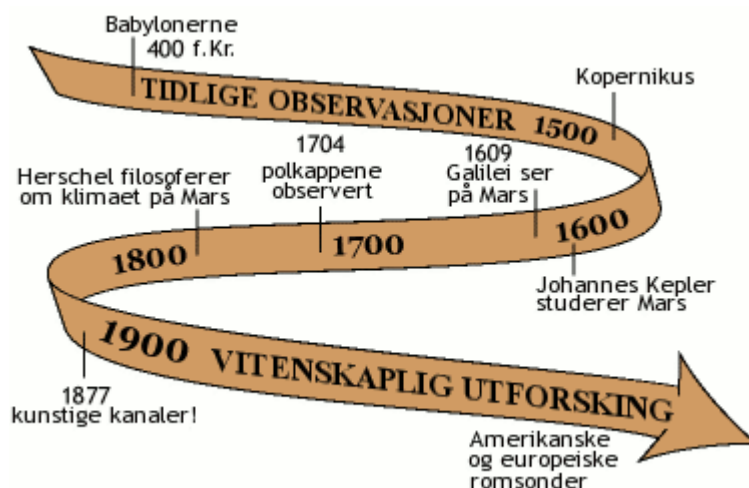 Babylonerne
400 f.Kr.
TIDLIGE OBSERVASJONER 1500
Kopernikus
1704
polkappene
observert
1609
Galilei ser
på Mars
Herschel filosoferer
om klimaet på Mars
1800
1700
1600
Johannes Kepler
studerer Mars
1900 VITENSKAPLIG UTFORSKING
1877
kunstige kanaler!
Amerikanske
og europeiske
romsonder